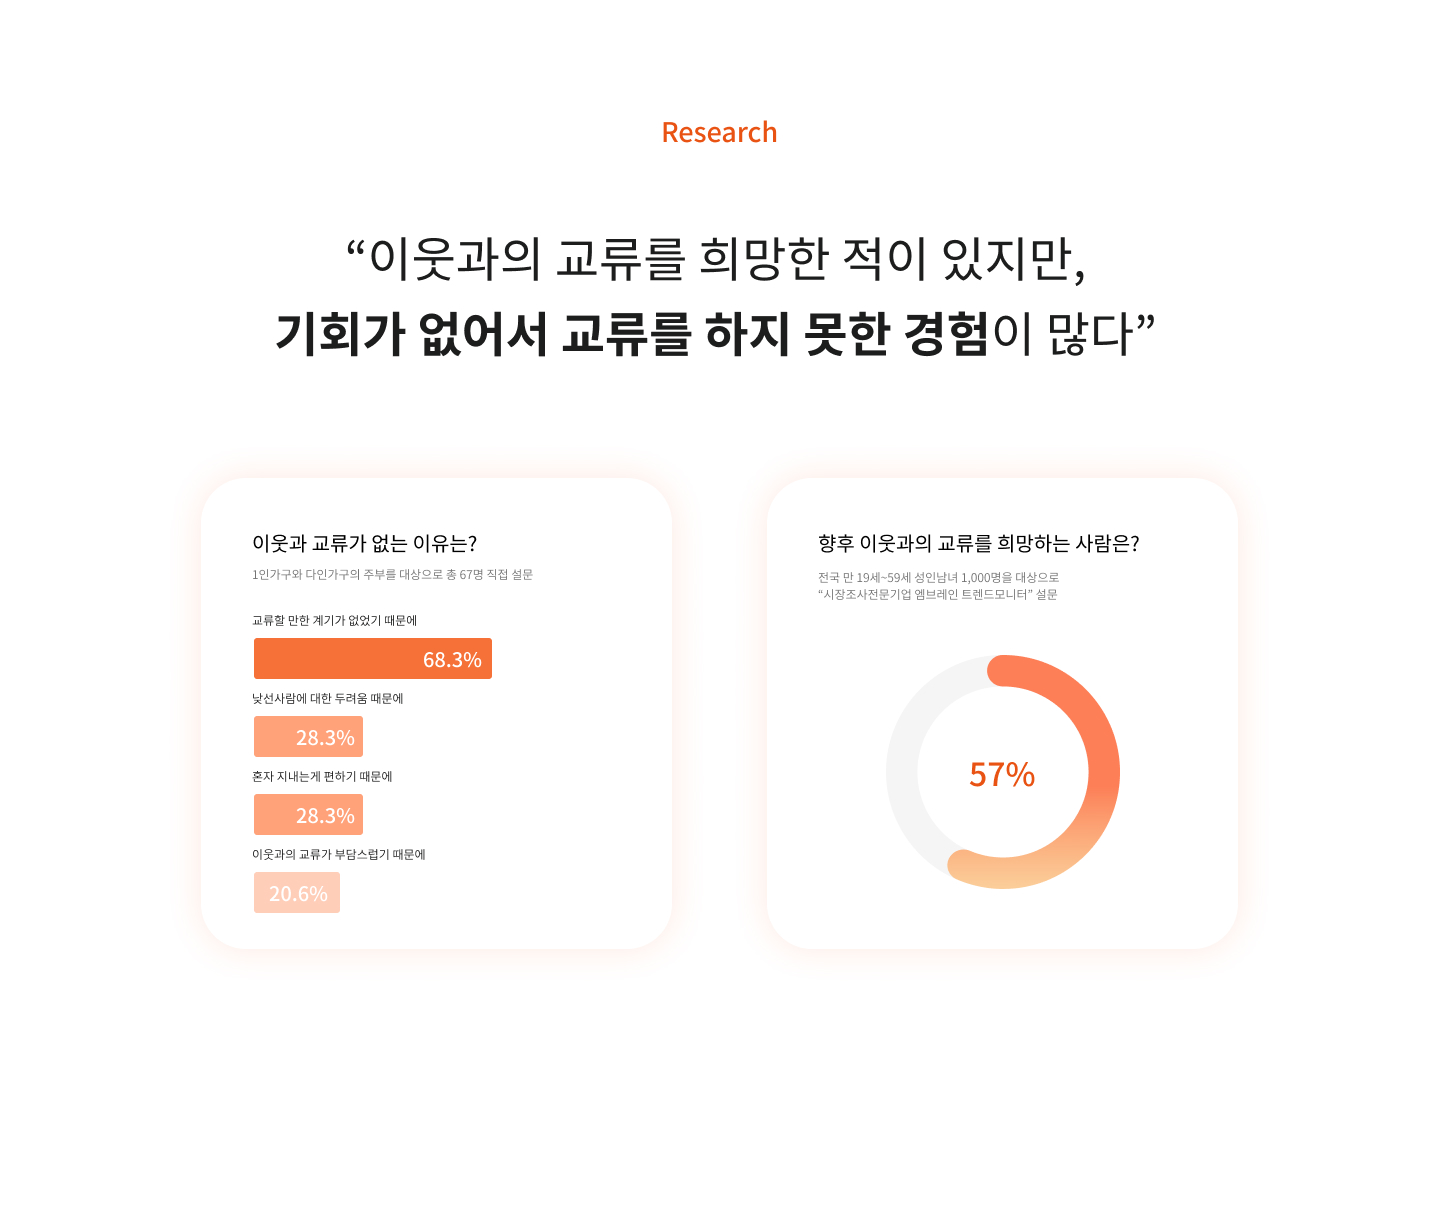 Research
“이웃과의 교류를 희망한 적이 있지만,
기회가 없어서 교류를 하지 못한 경험이 많다”
이웃과 교류가 없는 이유는?
1인가구와 다인가구의 주부를 대상으로 총 67명 직접 설문
교류할 만한 계기가 없었기 때문에
68.3%
낯선사람에 대한 두려움 때문에
28.3%
혼자 지내는게 편하기 때문에
28.3%
이웃과의 교류가 부담스럽기 때문에
20.6%
향후 이웃과의 교류를 희망하는 사람은?
전국 만 19세~59세 성인남녀 1,000명을 대상으로
“시장조사전문기업 엠브레인 트렌드모니터” 설문
57%